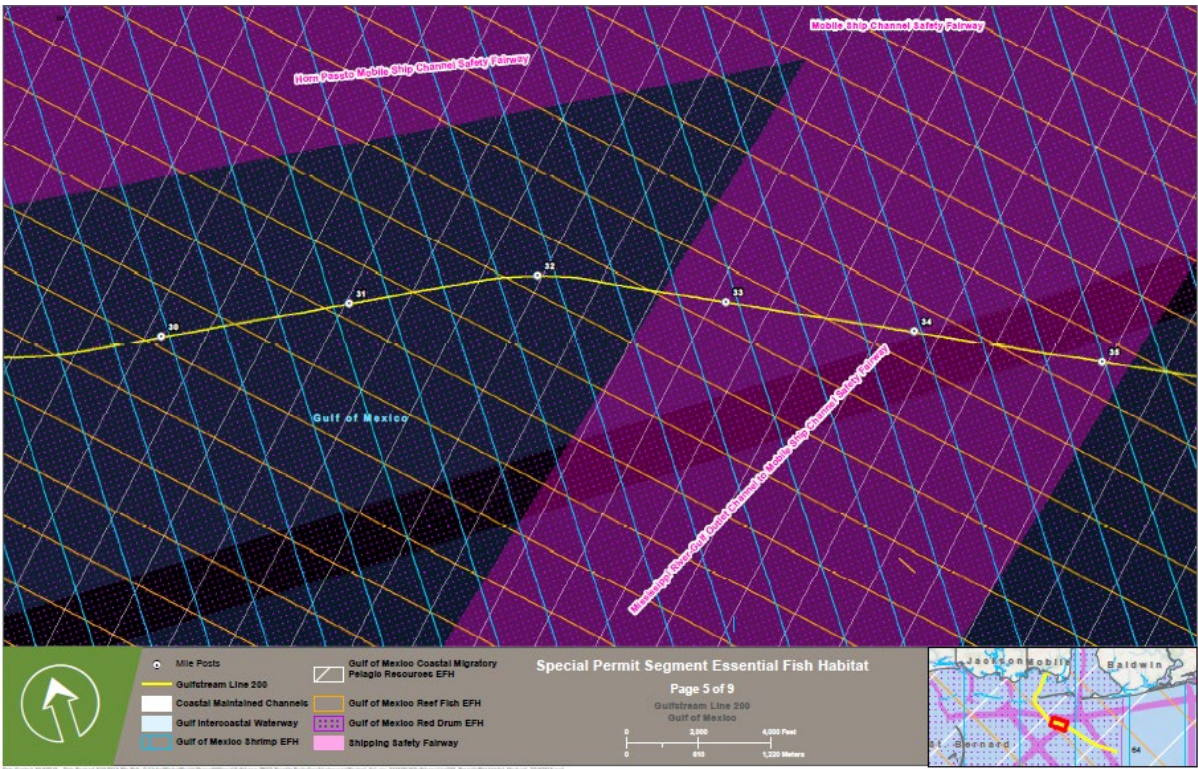 Mobile Ship Channel Safety Fairway
Horn Passto Mobile Ship Channel Safety Fairway
32
33
31
34
30
35
Mississippi River-Gulf Outlet Channel to Mobile Ship Channel Safety Fairway
Gulf of Mexico
Mile Posts
Gulfstream Line 200
Coastal Maintained Channels
Gulf Intercoastal Waterway
Gulf of Mexico Shrimp EFH
Gulf of Mexico Coastal Migratory
Pelagic Resources EFH
Gulf of Mexico Reef Fish EFH
Gulf of Mexico Red Drum EFH
Shipping Safety Fairway
Special Permit Segment Essential Fish Habitat
Page 5 of 9
Gulfstream Line 200
Gulf of Mexico
0 2,000 4,000 Feet
0 610 1,220 Meters
Jackson Mobile Baldwin
St. Bernard